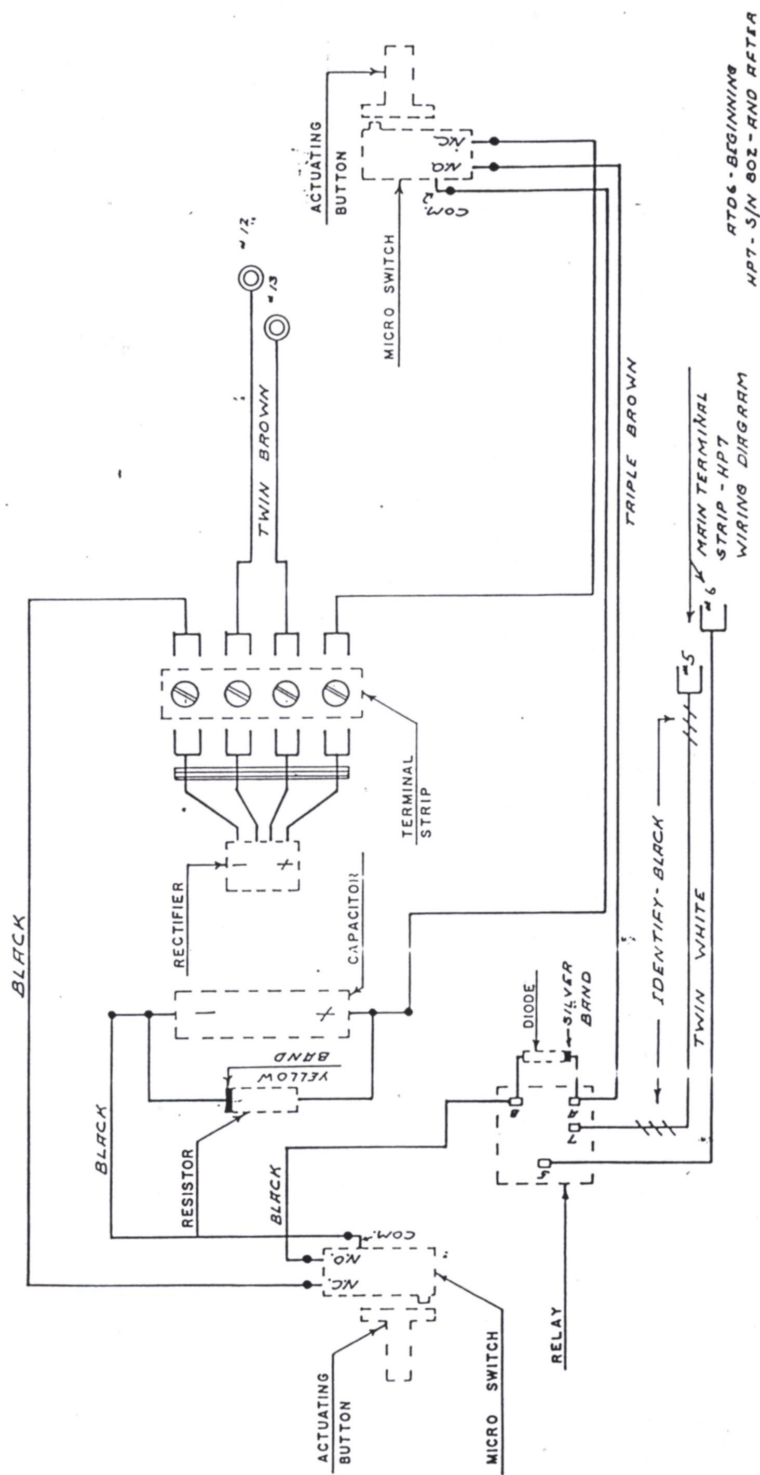 ACTUATING
BUTTON
MICRO SWITCH
N.C.
N.O.
COM.
#12
#13
TWIN BROWN
BLACK
TERMINAL
STRIP
RECTIFIER
-
+
CAPACITOR
-
+
YELLOW
BAND
RESISTOR
BLACK
BLACK
TRIPLE BROWN
DIODE
SILVER
BAND
B
A
7
RELAY
IDENTIFY-BLACK
TWIN WHITE
#5
#6
MAIN TERMINAL
STRIP - HP7
WIRING DIAGRAM
N.C.
N.O.
COM.
ACTUATING
BUTTON
MICRO SWITCH
ATD6 - BEGINNING
HP7 - S/N 802 - AND AFTER